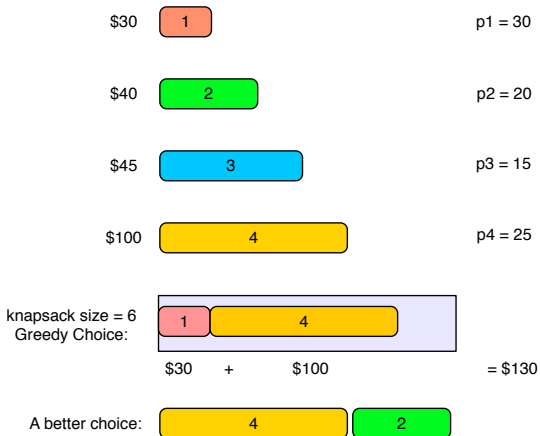 $30 1 p1 = 30
$40 2 p2 = 20
$45 3 p3 = 15
$100 4 p4 = 25
knapsack size = 6
Greedy Choice: 1 4
$30 + $100 = $130
A better choice: 4 2